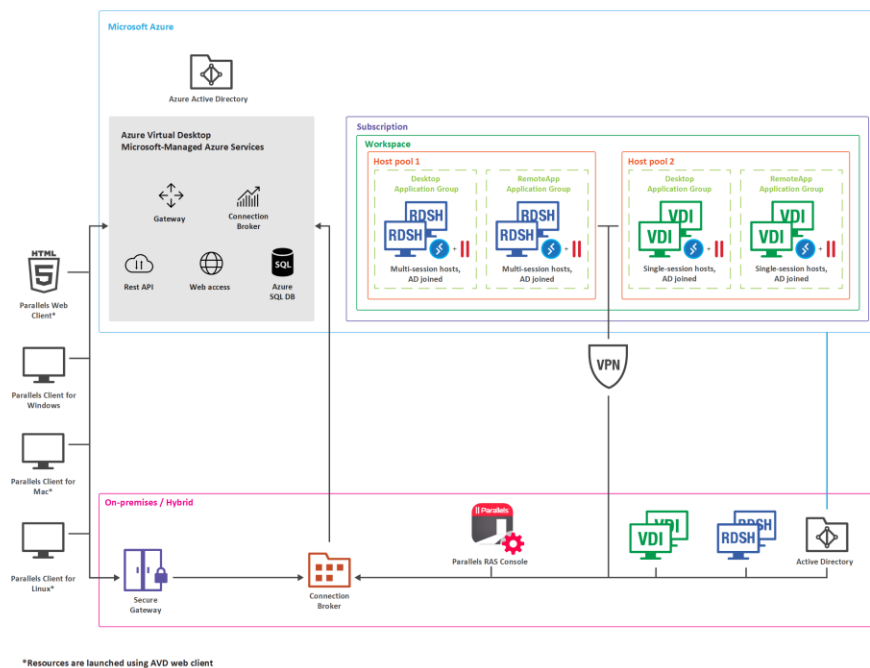 Microsoft Azure
Azure Active Directory
Azure Virtual Desktop
Microsoft-Managed Azure Services
Gateway
Connection
Broker
Rest API
Web access
SQL
Azure
SQL DB
Subscription
Workspace
Host pool 1
Desktop
Application Group
RDSH
RDSH
+
Multi-session hosts,
AD joined
RemoteApp
Application Group
RDSH
RDSH
+
Multi-session hosts,
AD joined
Host pool 2
Desktop
Application Group
VDI
VDI
+
Single-session hosts,
AD joined
RemoteApp
Application Group
VDI
VDI
+
Single-session hosts,
AD joined
HTML
5
Parallels Web
Client*
Parallels Client for
Windows
Parallels Client for
Mac*
Parallels Client for
Linux*
VPN
On-premises / Hybrid
Secure
Gateway
Connection
Broker
Parallels
Parallels RAS Console
VDI
VDI
RDSH
RDSH
Active Directory
*Resources are launched using AVD web client